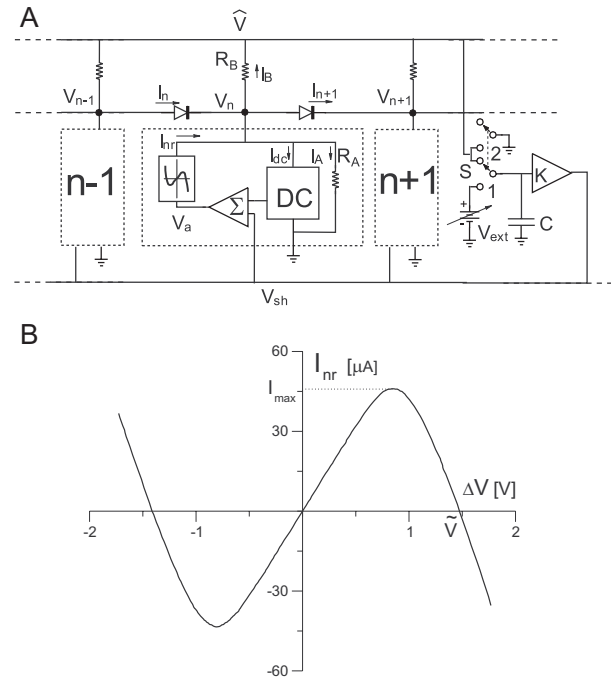 A
V̂
R_B
I_B
V_n-1
I_n
V_n
I_n+1
V_n+1
n-1
I_nr
V_a
Σ
I_dc
DC
I_A
R_A
n+1
S
2
1
+
-
V_ext
K
C
V_sh
B
I_nr [μA]
60
I_max
30
ΔV [V]
-2
-1
0
1
Ṽ
2
-30
-60